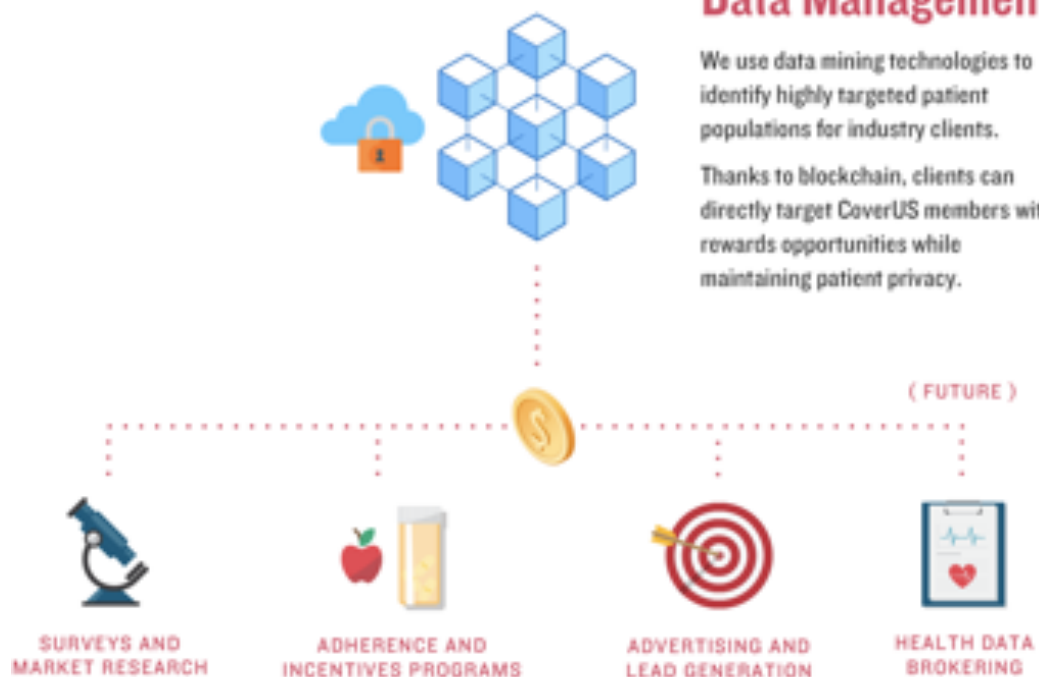 Data Managemen
We use data mining technologies to
identify highly targeted patient
populations for industry clients.
Thanks to blockchain, clients can
directly target CoverUS members wit
rewards opportunities while
maintaining patient privacy.
( FUTURE )
SURVEYS AND
MARKET RESEARCH
ADHERENCE AND
INCENTIVES PROGRAMS
ADVERTISING AND
LEAD GENERATION
HEALTH DATA
BROKERING